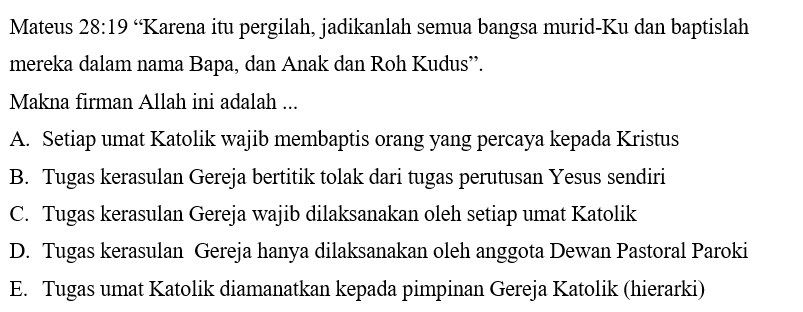 Mateus 28:19 “Karena itu pergilah, jadikanlah semua bangsa murid-Ku dan baptislah
mereka dalam nama Bapa, dan Anak dan Roh Kudus”.
Makna firman Allah ini adalah ...
A. Setiap umat Katolik wajib membaptis orang yang percaya kepada Kristus
B. Tugas kerasulan Gereja bertitik tolak dari tugas perutusan Yesus sendiri
C. Tugas kerasulan Gereja wajib dilaksanakan oleh setiap umat Katolik
D. Tugas kerasulan Gereja hanya dilaksanakan oleh anggota Dewan Pastoral Paroki
E. Tugas umat Katolik diamanatkan kepada pimpinan Gereja Katolik (hierarki)